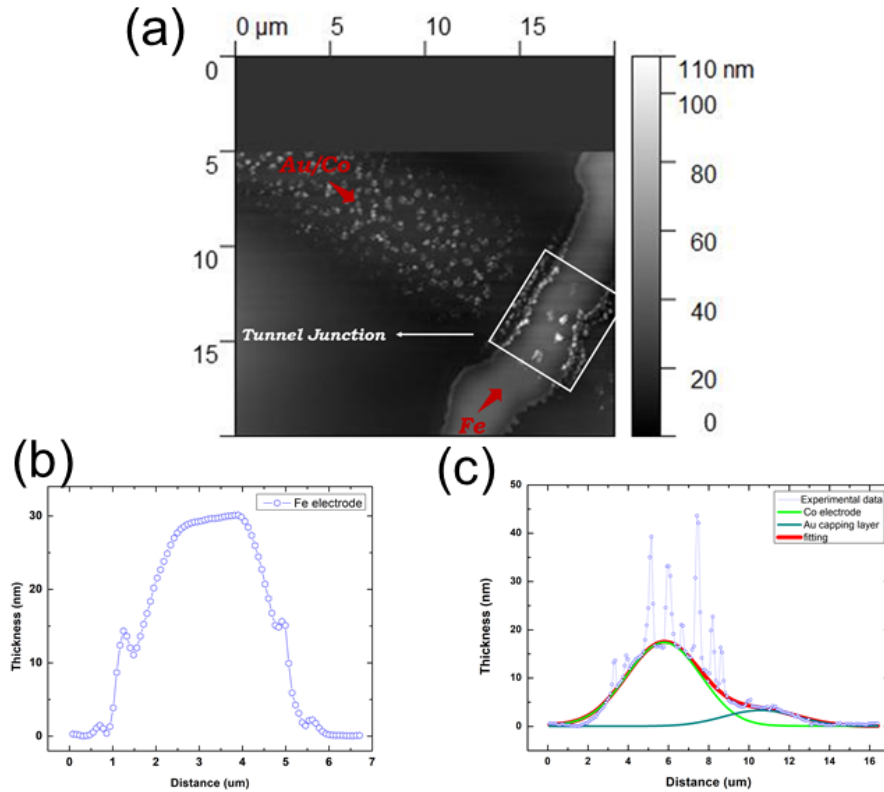 (a)
0 µm 5 10 15
0
5
10
15
110 nm
100
80
60
40
20
0
Au/Co
Tunnel Junction
Fe
(b)
Fe electrode
30
20
10
0
Thickness (nm)
0 1 2 3 4 5 6 7
Distance (um)
(c)
Experimental data
Co electrode
Au capping layer
fitting
50
40
30
20
10
0
Thickness (nm)
0 2 4 6 8 10 12 14 16
Distance (um)